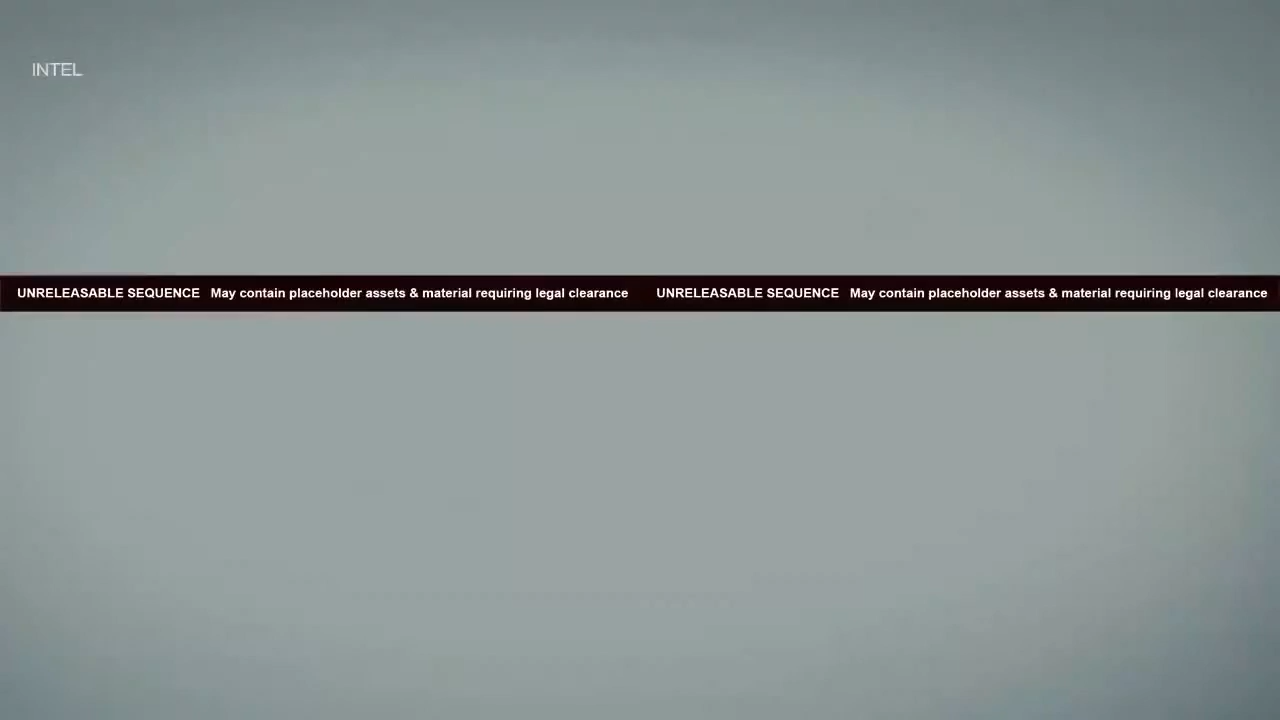 INTEL
UNRELEASABLE SEQUENCE May contain placeholder assets & material requiring legal clearance UNRELEASABLE SEQUENCE May contain placeholder assets & material requiring legal clearance